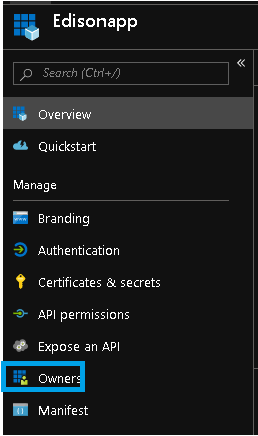 Edisonapp
Search (Ctrl+/)
«
Overview
Quickstart
Manage
Branding
Authentication
Certificates & secrets
API permissions
Expose an API
Owners
Manifest